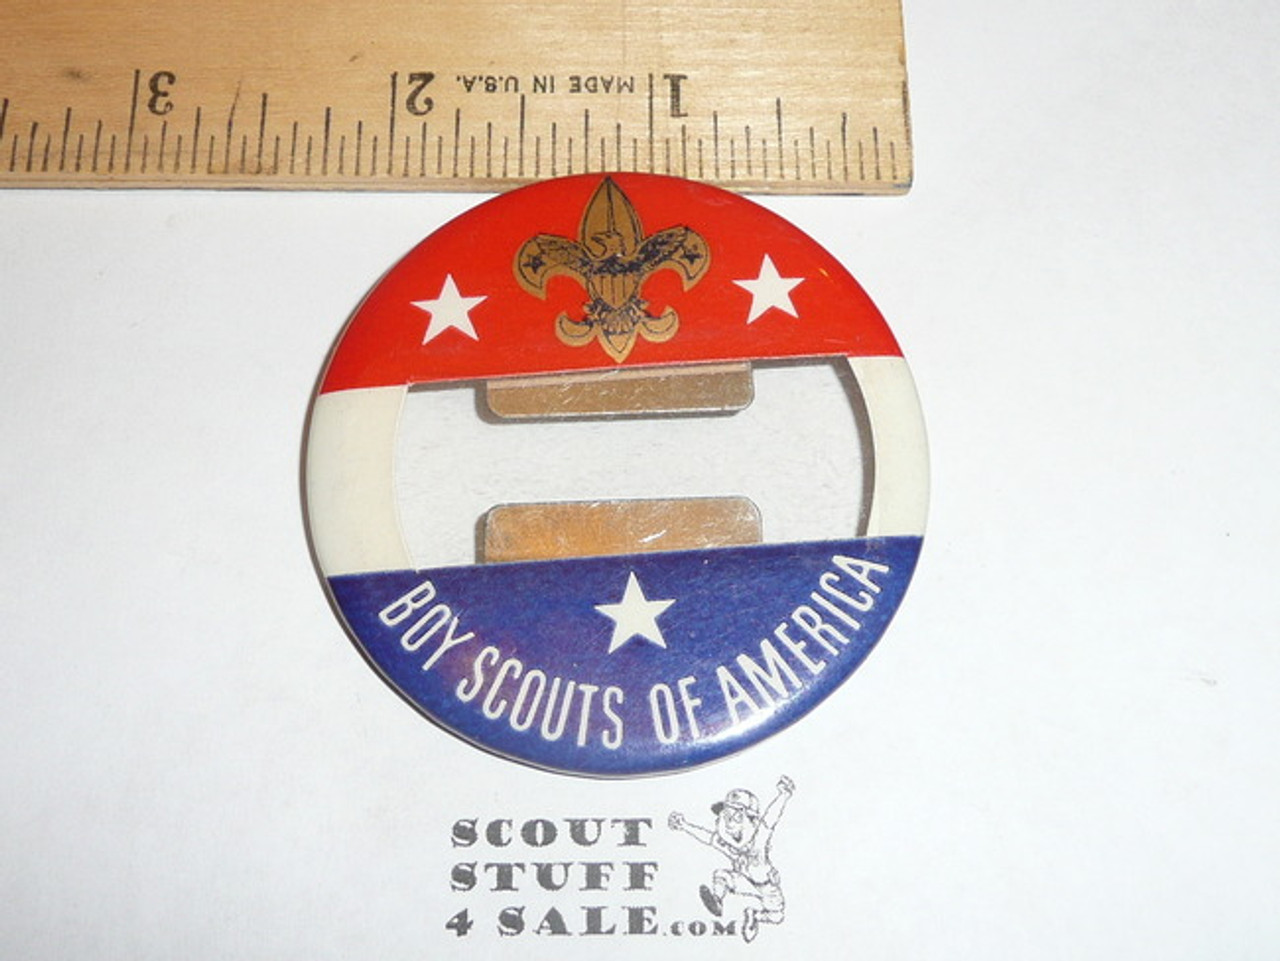 3 2 MADE IN U.S.A. 1
BOY SCOUTS OF AMERICA
SCOUT
STUFF
4 SALE.COM